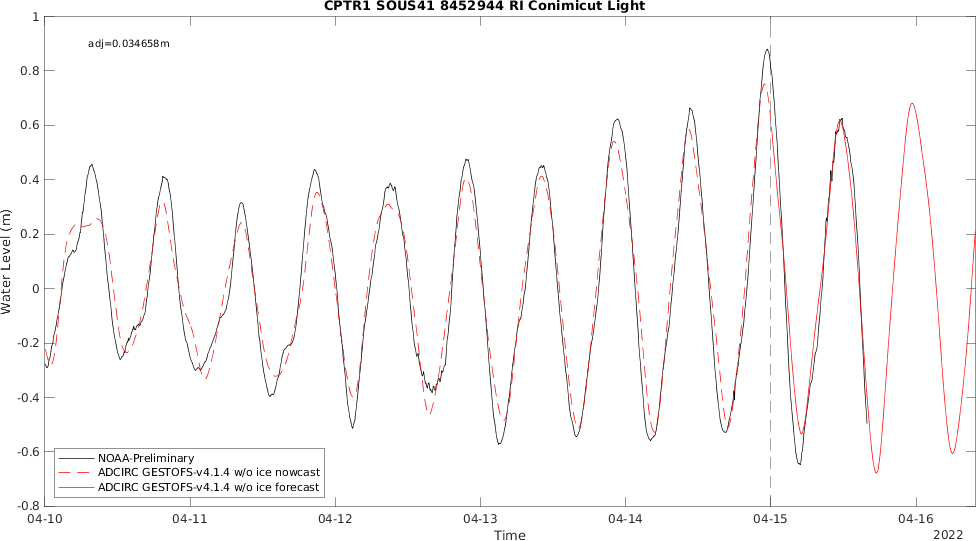 CPTR1 SOUS41 8452944 RI Conimicut Light
adj=0.034658m
1
0.8
0.6
0.4
0.2
0
-0.2
-0.4
-0.6
-0.8
Water Level (m)
NOAA-Preliminary
ADCIRC GESTOFS-v4.1.4 w/o ice nowcast
ADCIRC GESTOFS-v4.1.4 w/o ice forecast
04-10 04-11 04-12 04-13 04-14 04-15 04-16
Time
2022